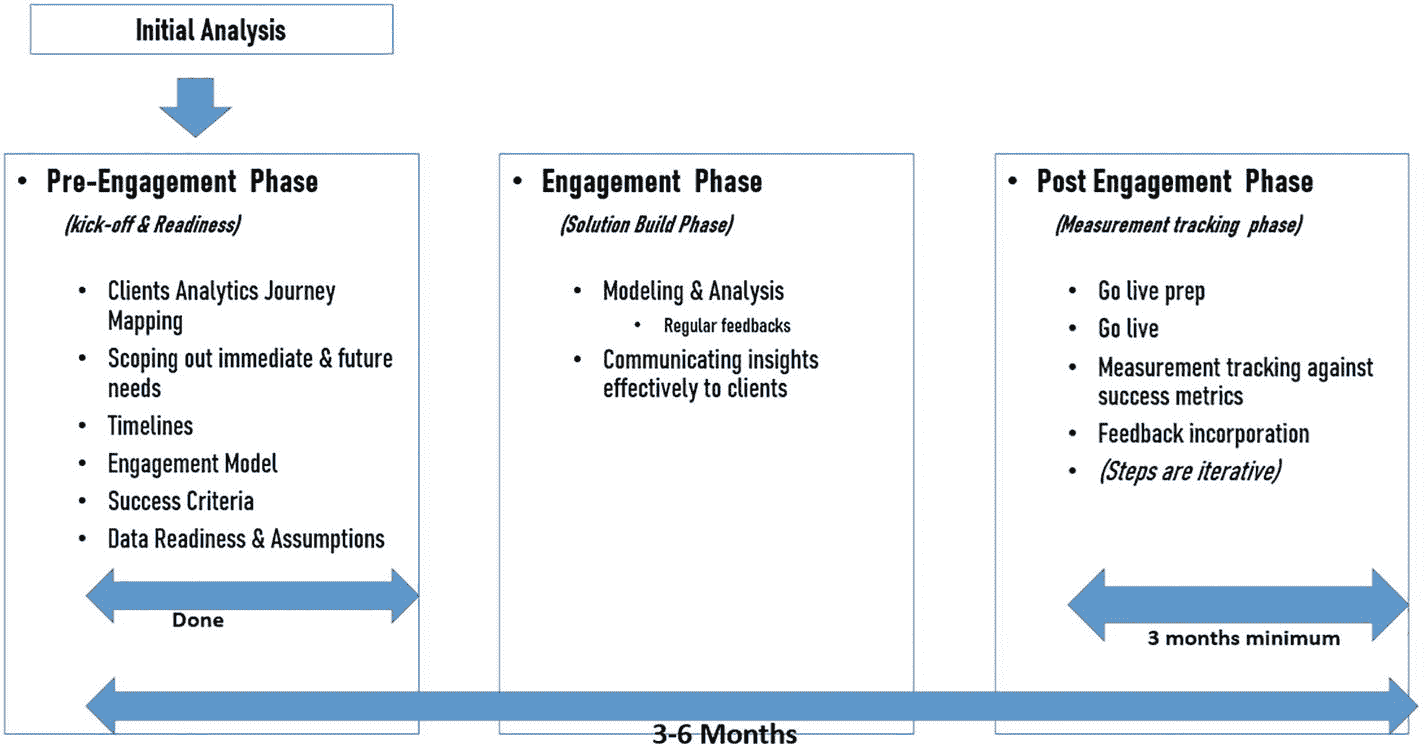 Initial Analysis
• Pre-Engagement Phase
(kick-off & Readiness)
• Clients Analytics Journey
Mapping
• Scoping out immediate & future
needs
• Timelines
• Engagement Model
• Success Criteria
• Data Readiness & Assumptions
Done
• Engagement Phase
(Solution Build Phase)
• Modeling & Analysis
• Regular feedbacks
• Communicating insights
effectively to clients
• Post Engagement Phase
(Measurement tracking phase)
• Go live prep
• Go live
• Measurement tracking against
success metrics
• Feedback incorporation
• (Steps are iterative)
3 months minimum
3-6 Months